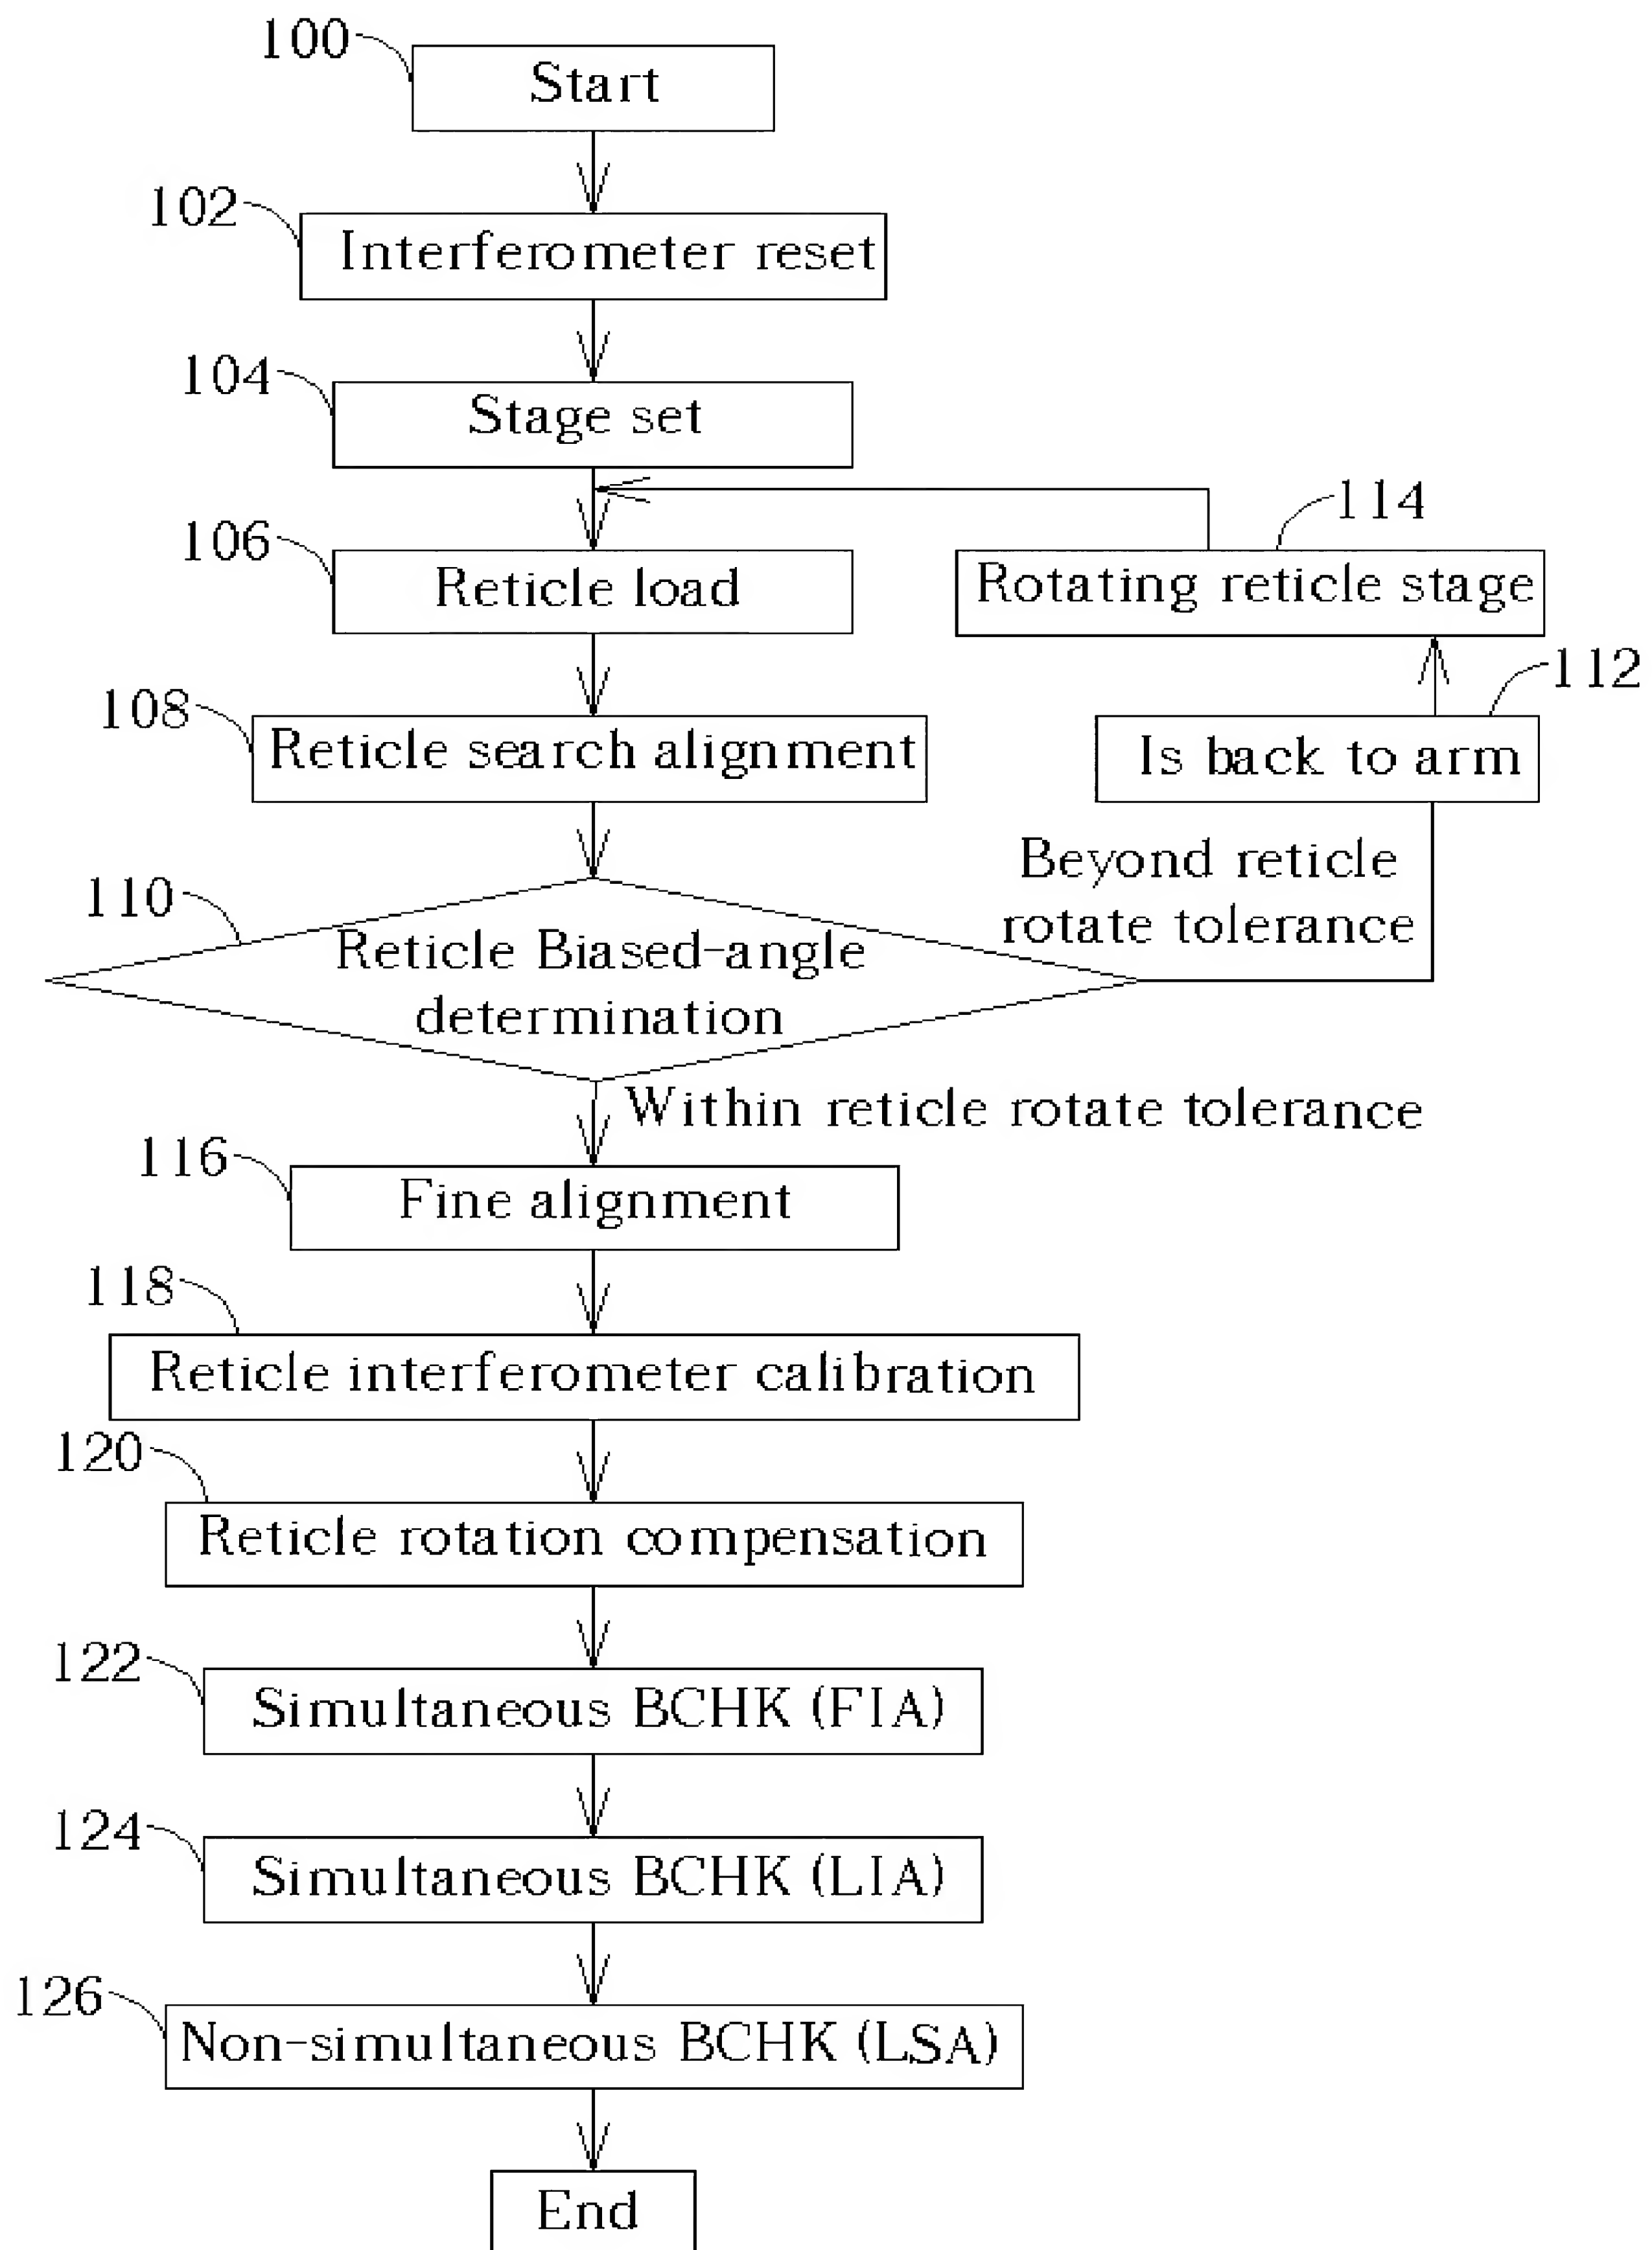 100
Start
102
Interferometer reset
104
Stage set
106
Reticle load
114
Rotating reticle stage
108
Reticle search alignment
112
Is back to arm
Beyond reticle
rotate tolerance
110
Reticle Biased-angle
determination
Within reticle rotate tolerance
116
Fine alignment
118
Reticle interferometer calibration
120
Reticle rotation compensation
122
Simultaneous BCHK (FIA)
124
Simultaneous BCHK (LIA)
126
Non-simultaneous BCHK (LSA)
End